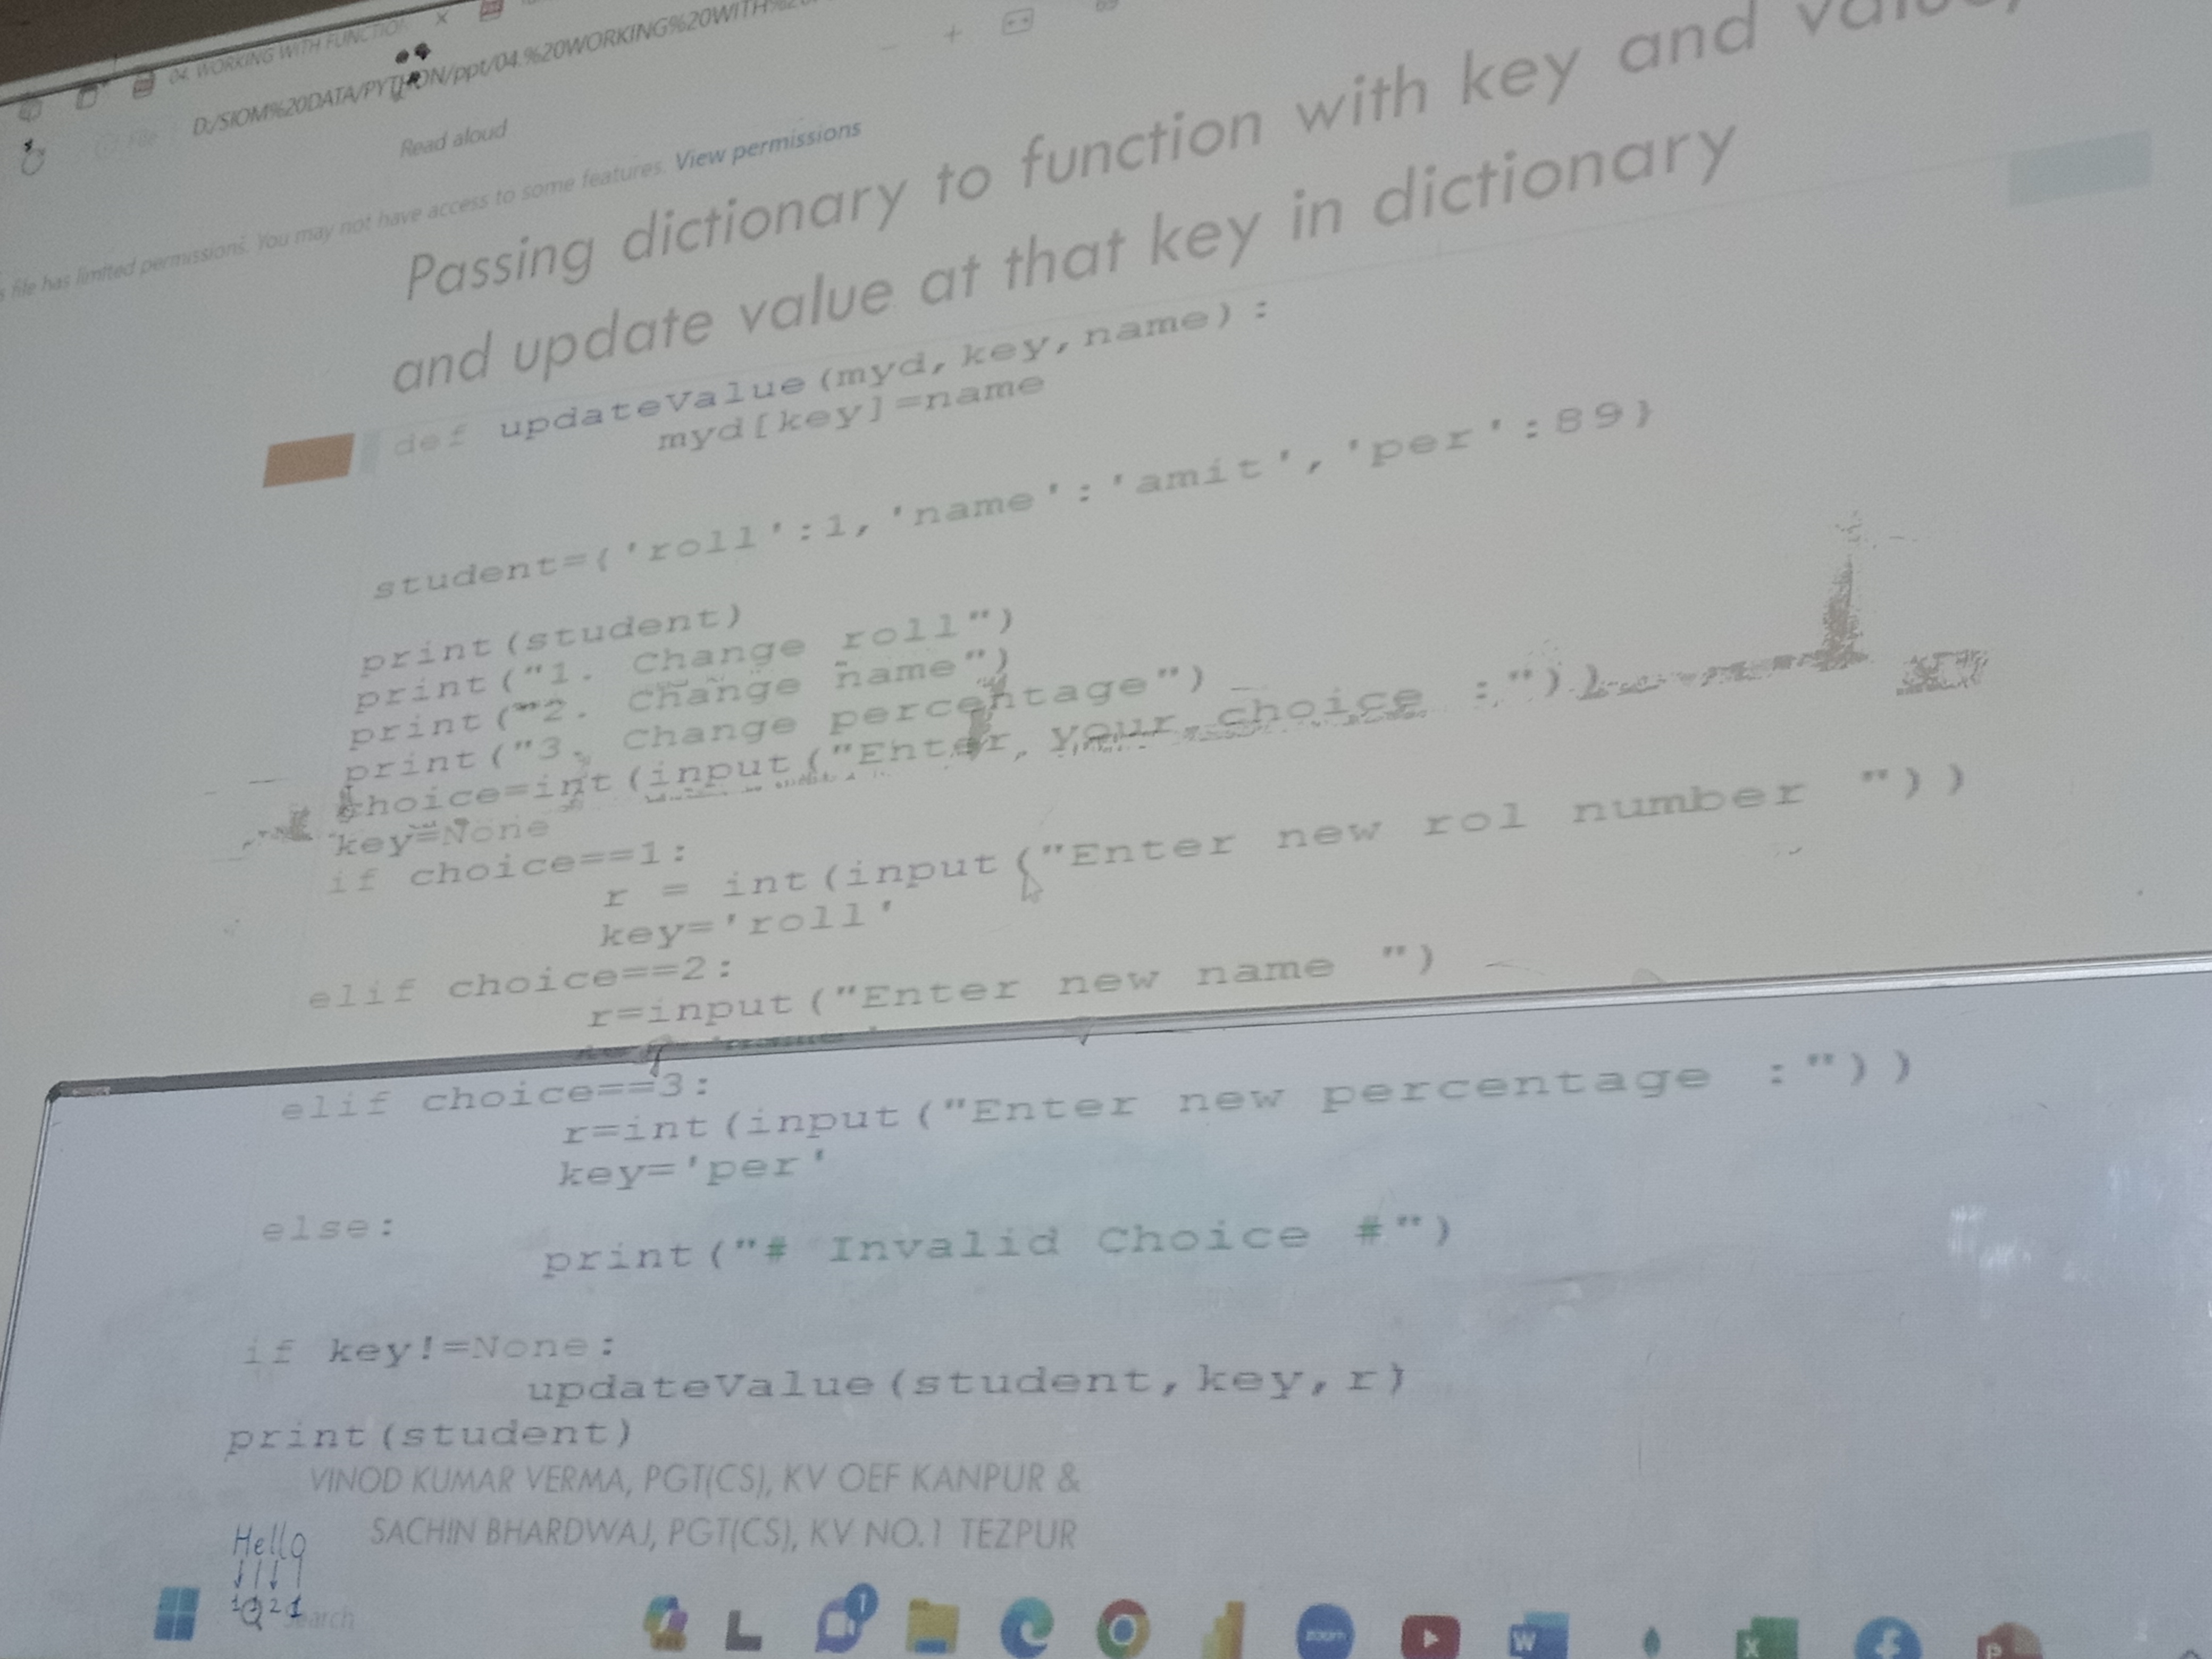 04. WORKING WITH FUNCTIO
File D:/SIOM%20DATA/PYTHON/ppt/04.%20WORKING%20WITH%20
Read aloud
file has limited permissions. You may not have access to some features. View permissions
Passing dictionary to function with key and value,
and update value at that key in dictionary
def updateValue(myd,key,name):
myd[key]=name
student={'roll':1,'name':'amit','per':89}
print(student)
print("1. Change roll")
print("2. Change name")
print("3. Change percentage")
choice=int(input("Enter your choice :"))
key=None
if choice==1:
r = int(input("Enter new rol number "))
key='roll'
elif choice==2:
r=input("Enter new name ")
key='name'
elif choice==3:
r=int(input("Enter new percentage :"))
key='per'
else:
print("# Invalid Choice #")
if key!=None:
updateValue(student,key,r)
print(student)
VINOD KUMAR VERMA, PGT(CS), KV OEF KANPUR &
SACHIN BHARDWAJ, PGT(CS), KV NO.1 TEZPUR
Hello
1 1 2 1
Search
zoom